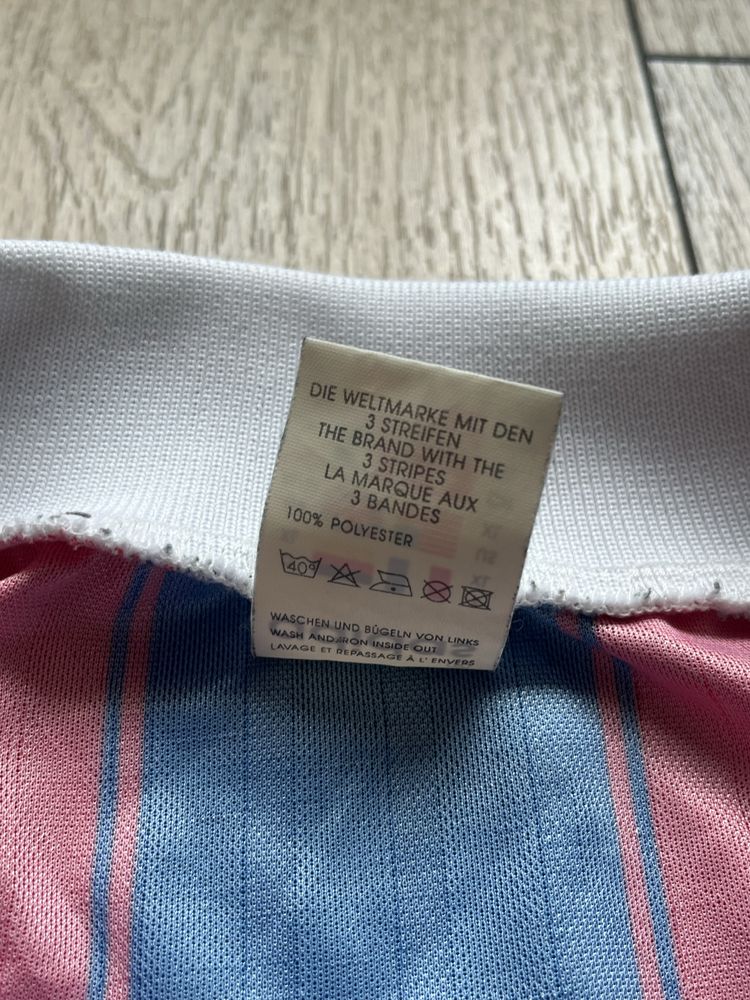 DIE WELTMARKE MIT DEN
3 STREIFEN
THE BRAND WITH THE
3 STRIPES
LA MARQUE AUX
3 BANDES
100% POLYESTER
40°
WASCHEN UND BÜGELN VON LINKS
WASH AND IRON INSIDE OUT
LAVAGE ET REPASSAGE À L' ENVERS